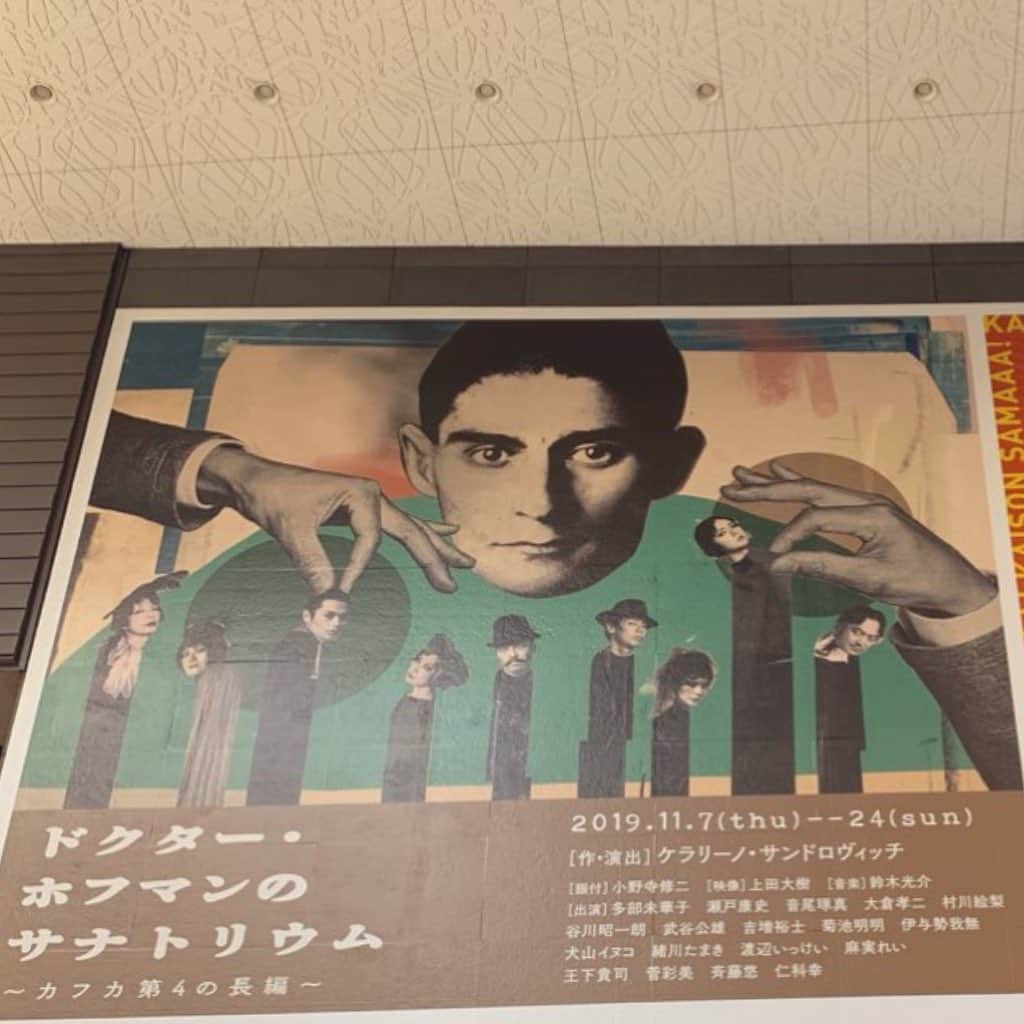 ドクター・
ホフマンの
サナトリウム
～カフカ第4の長編～
2019.11.7(thu)--24(sun)
[作・演出]ケラリーノ・サンドロヴィッチ
[振付]小野寺修二 [映像]上田大樹 [音楽]鈴木光介
[出演]多部未華子 瀬戸康史 音尾琢真 大倉孝二 村川絵梨
谷川昭一朗 武谷公雄 吉増裕士 菊池明明 伊与勢我無
犬山イヌコ 緒川たまき 渡辺いっけい 麻実れい
王下貴司 菅彩美 斉藤悠 仁科幸
KA
KAISON SAMAAA!